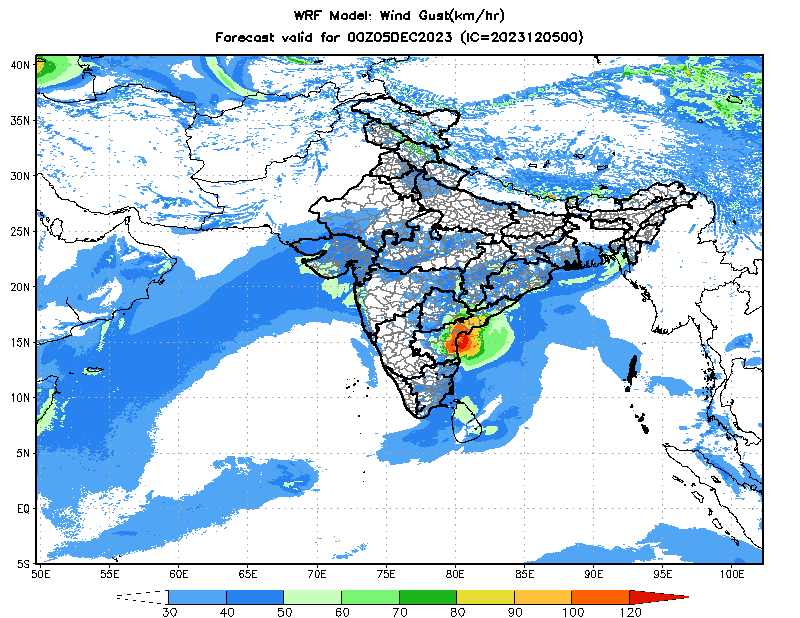 WRF Model: Wind Gust(km/hr)
Forecast valid for 00Z05DEC2023 (IC=2023120500)
40N
35N
30N
25N
20N
15N
10N
5N
EQ
5S
50E 55E 60E 65E 70E 75E 80E 85E 90E 95E 100E
30 40 50 60 70 80 90 100 120